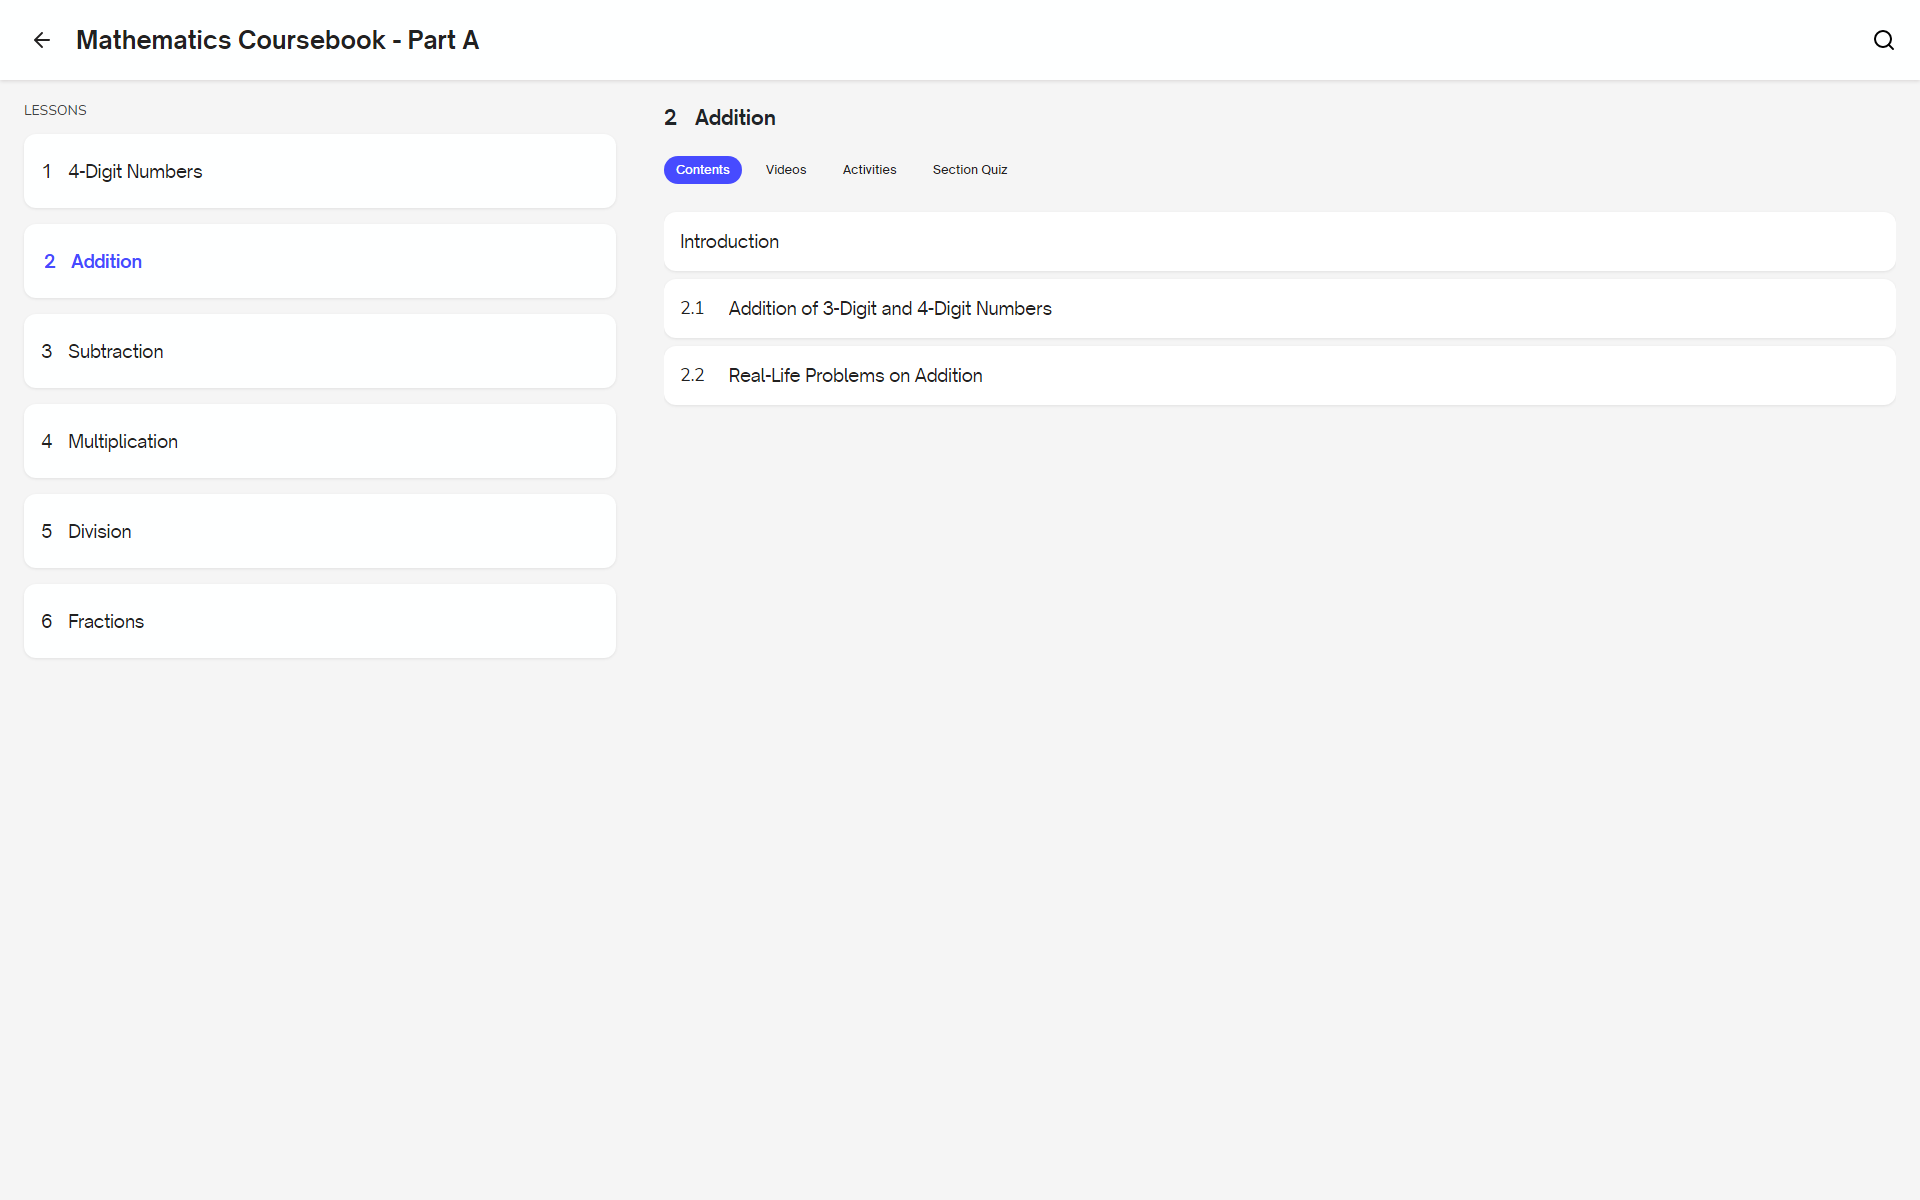 Mathematics Coursebook - Part A
LESSONS
1 4-Digit Numbers
2 Addition
3 Subtraction
4 Multiplication
5 Division
6 Fractions
2 Addition
Contents Videos Activities Section Quiz
Introduction
2.1 Addition of 3-Digit and 4-Digit Numbers
2.2 Real-Life Problems on Addition